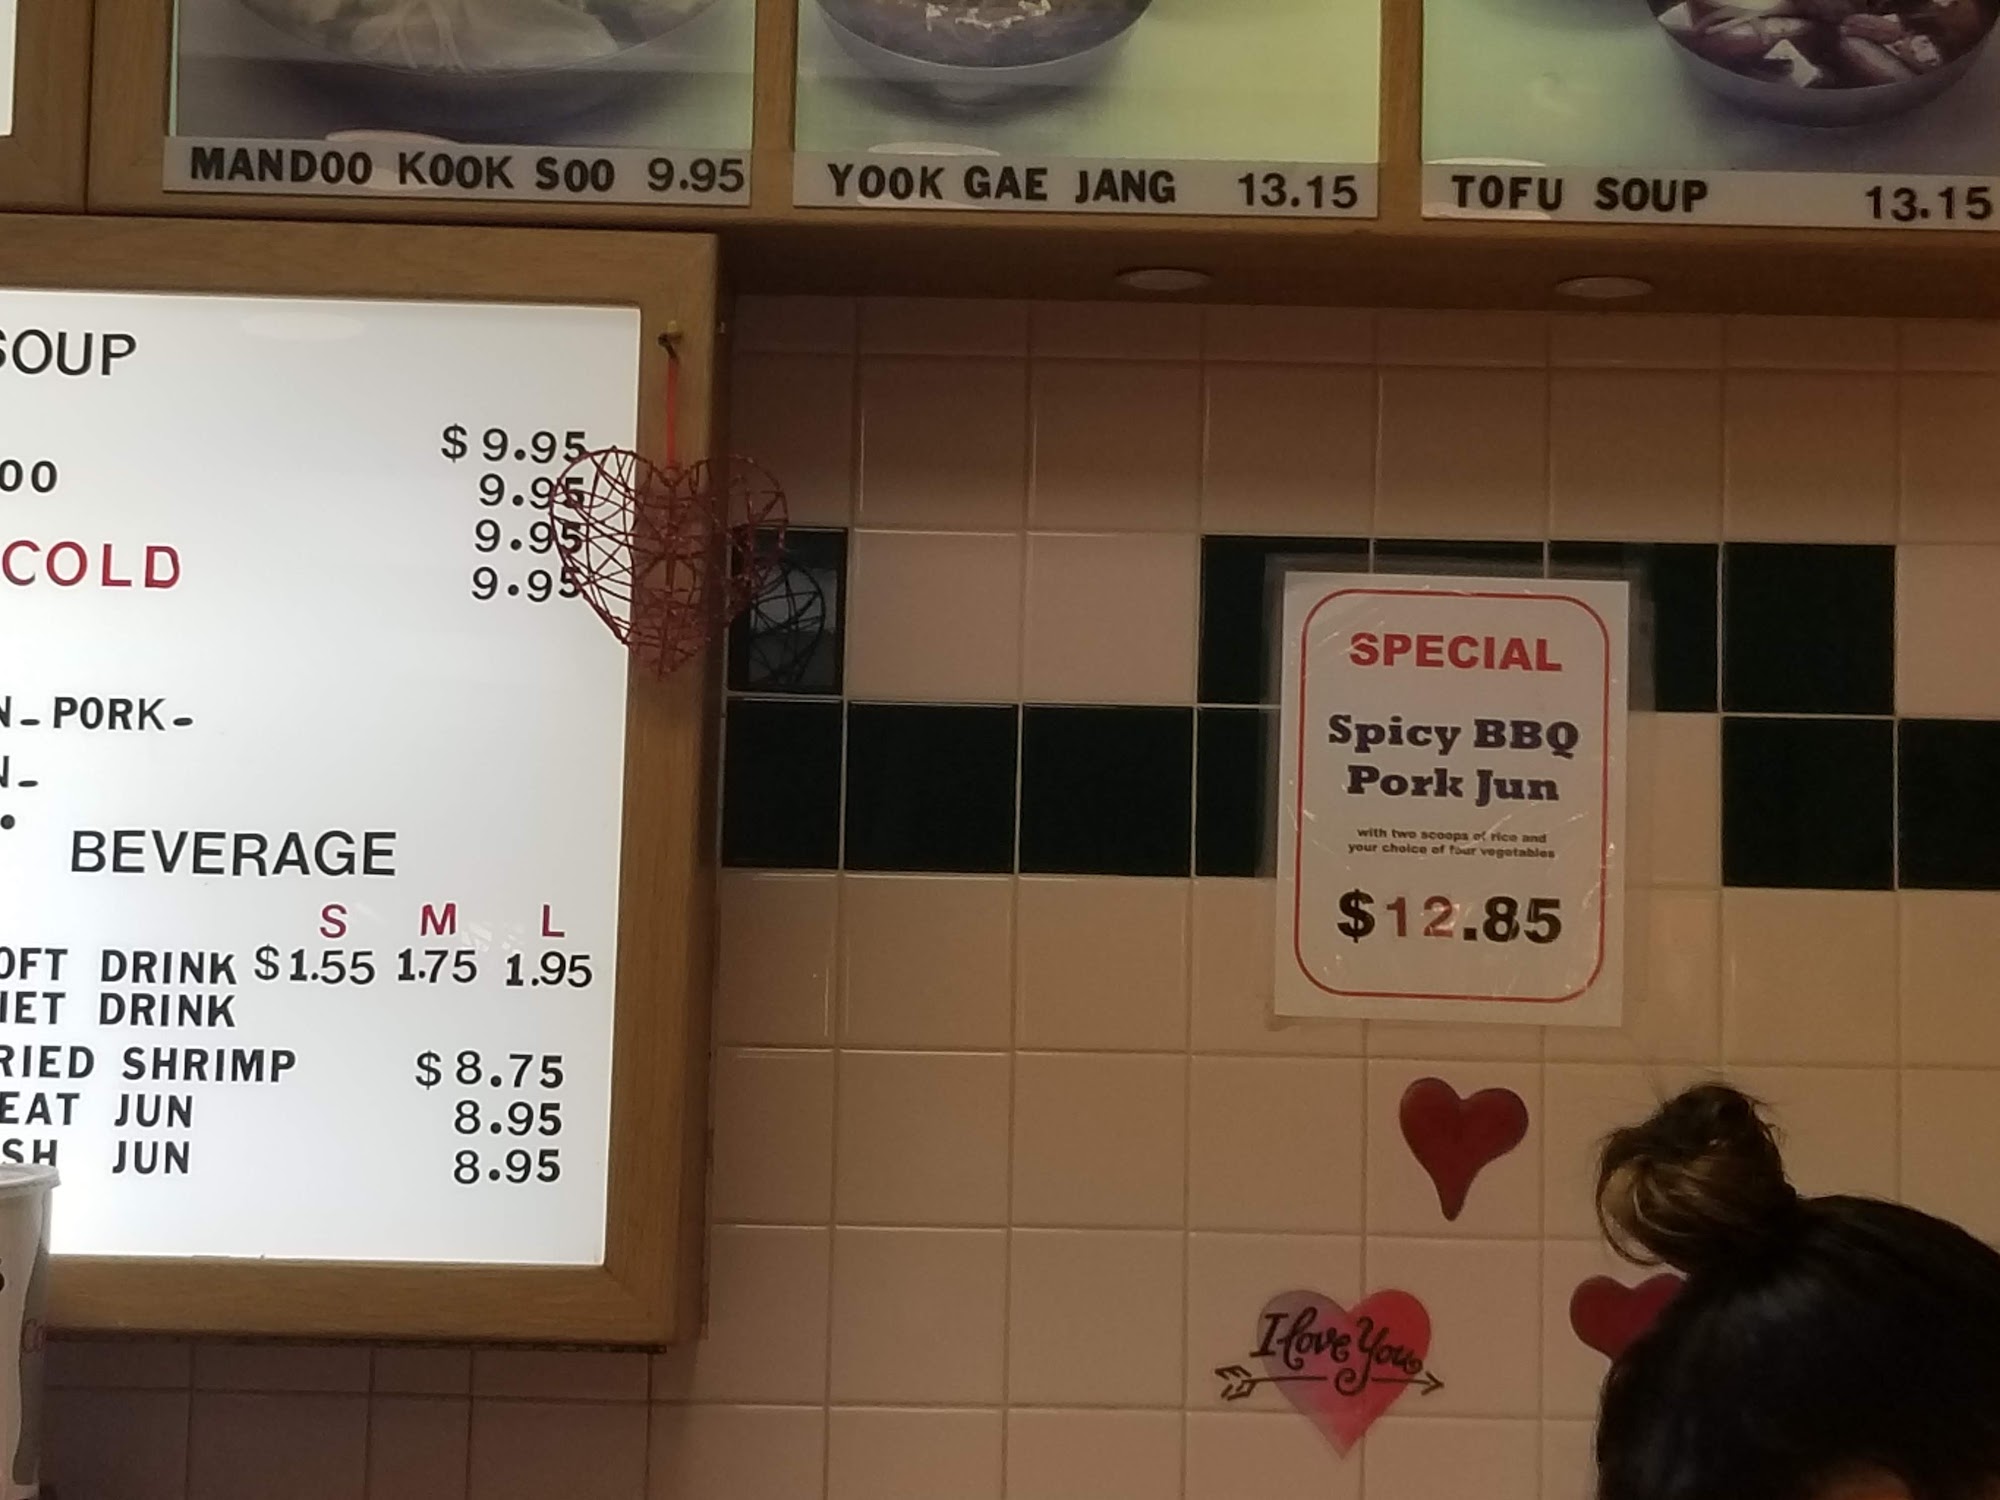 MANDOO KOOK SOO 9.95
YOOK GAE JANG 13.15
TOFU SOUP 13.15
SOUP
$9.95
OO 9.95
9.95
COLD 9.95
N-PORK-
N-
BEVERAGE
S M L
OFT DRINK $1.55 1.75 1.95
IET DRINK
RIED SHRIMP $8.75
EAT JUN 8.95
SH JUN 8.95
SPECIAL
Spicy BBQ
Pork Jun
with two scoops of rice and
your choice of four vegetables
$12.85
I love You